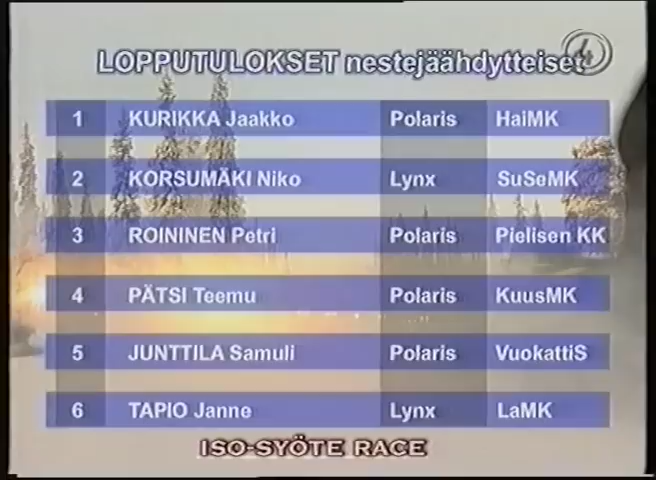 LOPPUTULOKSET nestejäähdytteiset
4
1 KURIKKA Jaakko Polaris HaiMK
2 KORSUMÄKI Niko Lynx SuSeMK
3 ROININEN Petri Polaris Pielisen KK
4 PÄTSI Teemu Polaris KuusMK
5 JUNTTILA Samuli Polaris VuokattiS
6 TAPIO Janne Lynx LaMK
ISO-SYÖTE RACE